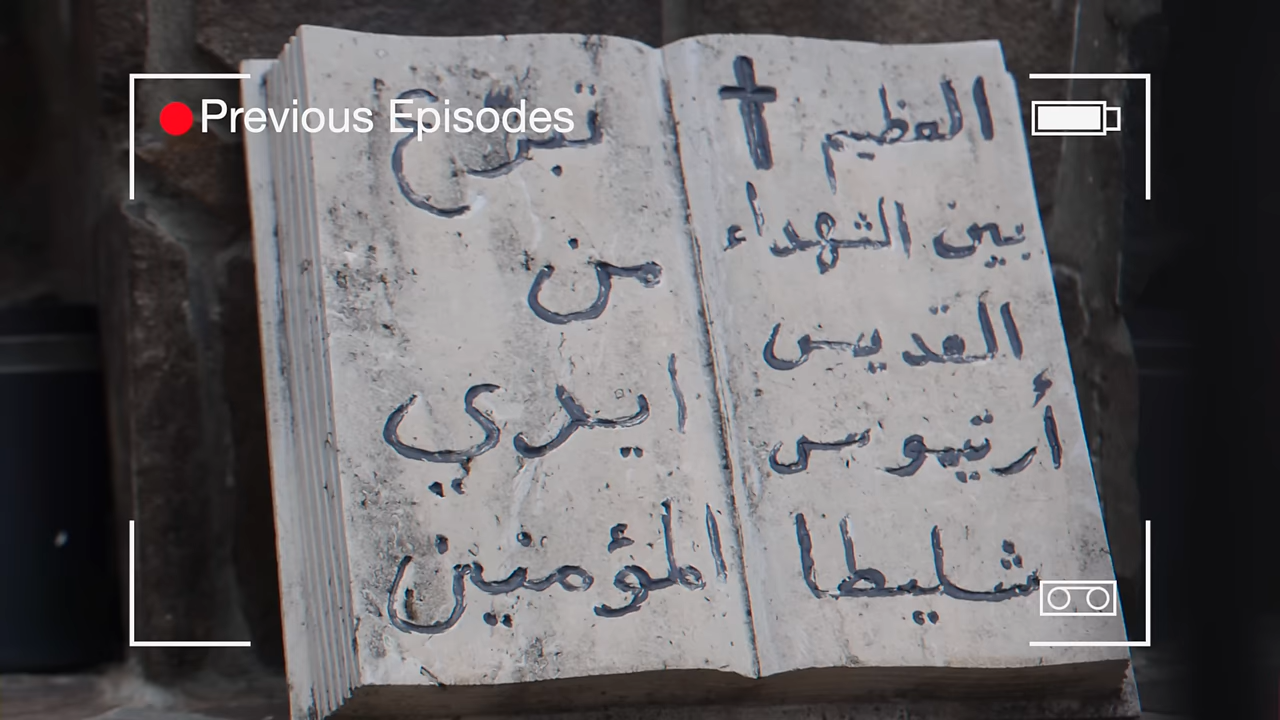 Previous Episodes
العظيم
بين الشهداء
القديس
أرتيموس
شليطا
تبرع
من
ايدي
المؤمنين